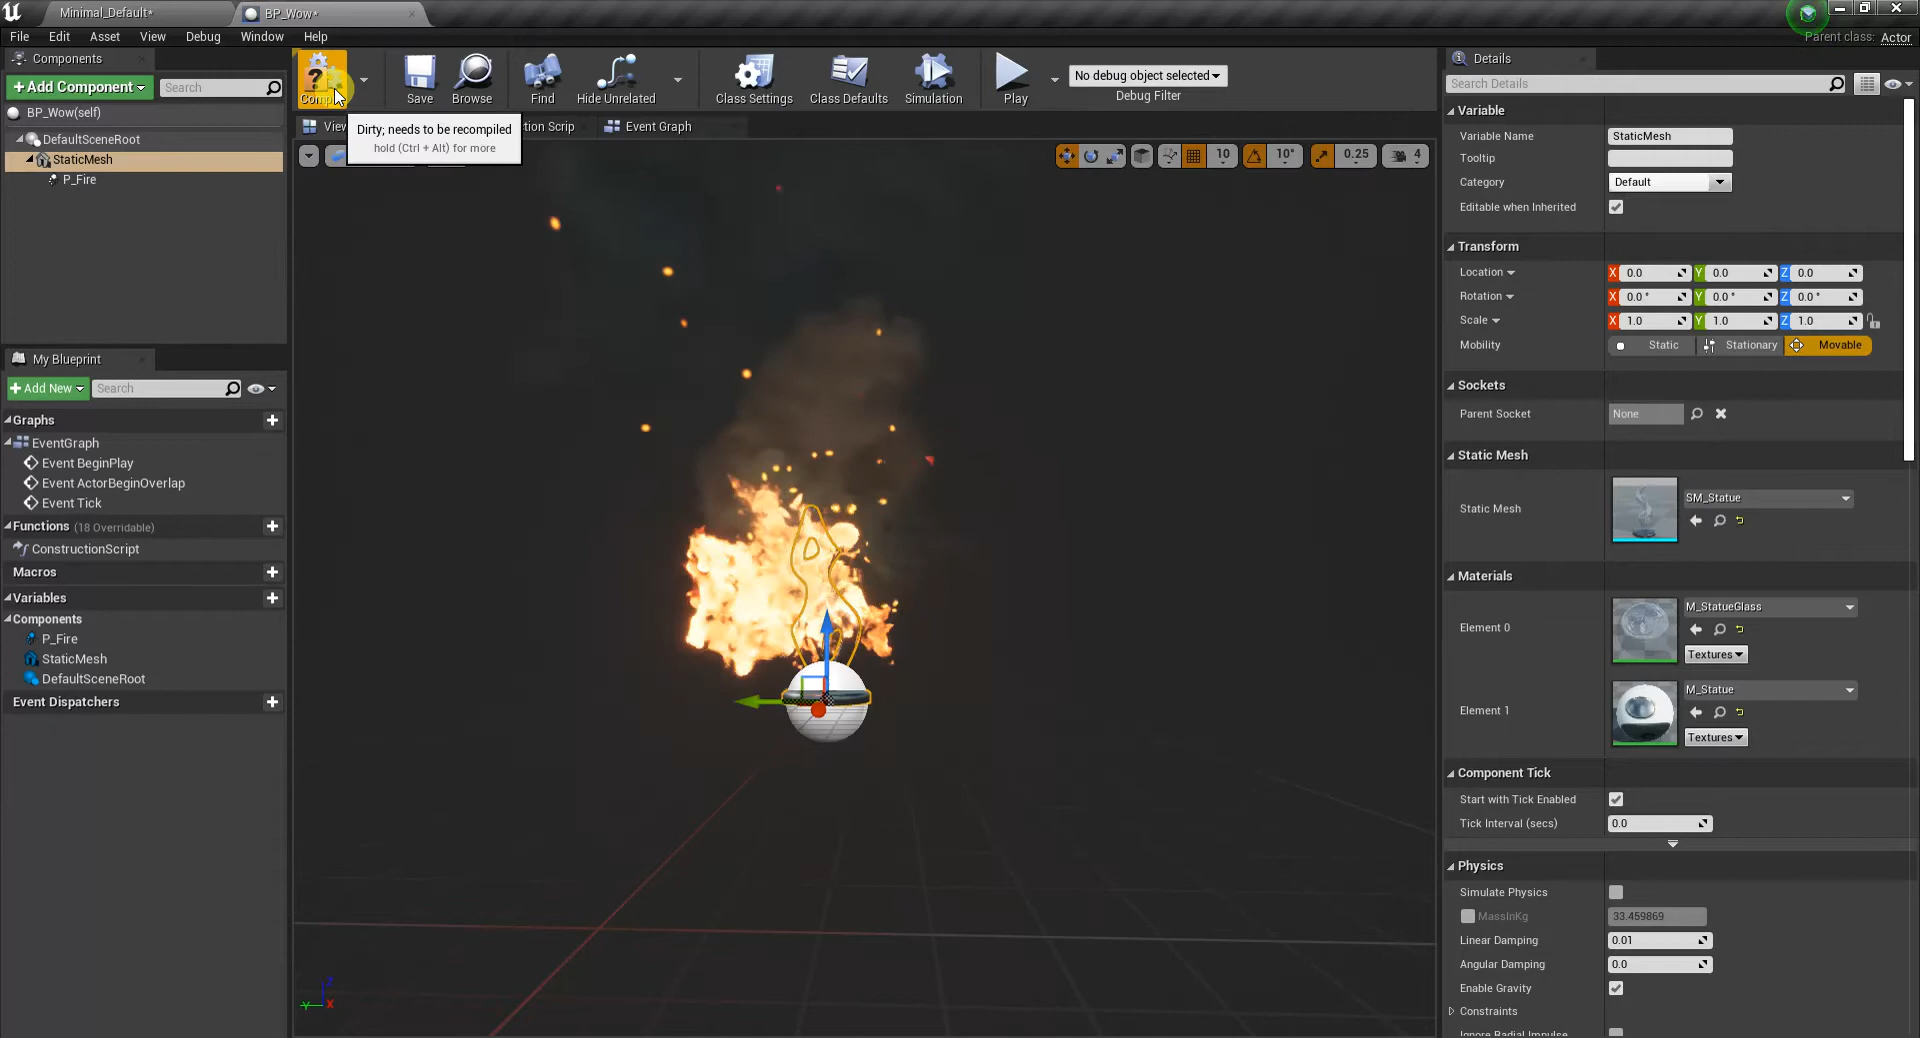 Minimal_Default*
BP_Wow*
File Edit Asset View Debug Window Help
Parent class: Actor
Components
+Add Component
Search
BP_Wow(self)
DefaultSceneRoot
StaticMesh
P_Fire
Save
Browse
Find
Hide Unrelated
Class Settings
Class Defaults
Simulation
Play
No debug object selected
Debug Filter
Event Graph
Dirty; needs to be recompiled
hold (Ctrl + Alt) for more
10
10°
0.25
4
My Blueprint
+Add New
Search
Graphs
EventGraph
Event BeginPlay
Event ActorBeginOverlap
Event Tick
Functions (18 Overridable)
ConstructionScript
Macros
Variables
Components
P_Fire
StaticMesh
DefaultSceneRoot
Event Dispatchers
Z
Y
X
Details
Search Details
Variable
Variable Name StaticMesh
Tooltip
Category Default
Editable when Inherited
Transform
Location X 0.0 Y 0.0 Z 0.0
Rotation X 0.0 ° Y 0.0 ° Z 0.0 °
Scale X 1.0 Y 1.0 Z 1.0
Mobility Static Stationary Movable
Sockets
Parent Socket None
Static Mesh
Static Mesh SM_Statue
Materials
Element 0 M_StatueGlass
Textures
Element 1 M_Statue
Textures
Component Tick
Start with Tick Enabled
Tick Interval (secs) 0.0
Physics
Simulate Physics
MassInKg 33.459869
Linear Damping 0.01
Angular Damping 0.0
Enable Gravity
Constraints
Ignore Radial Impulse